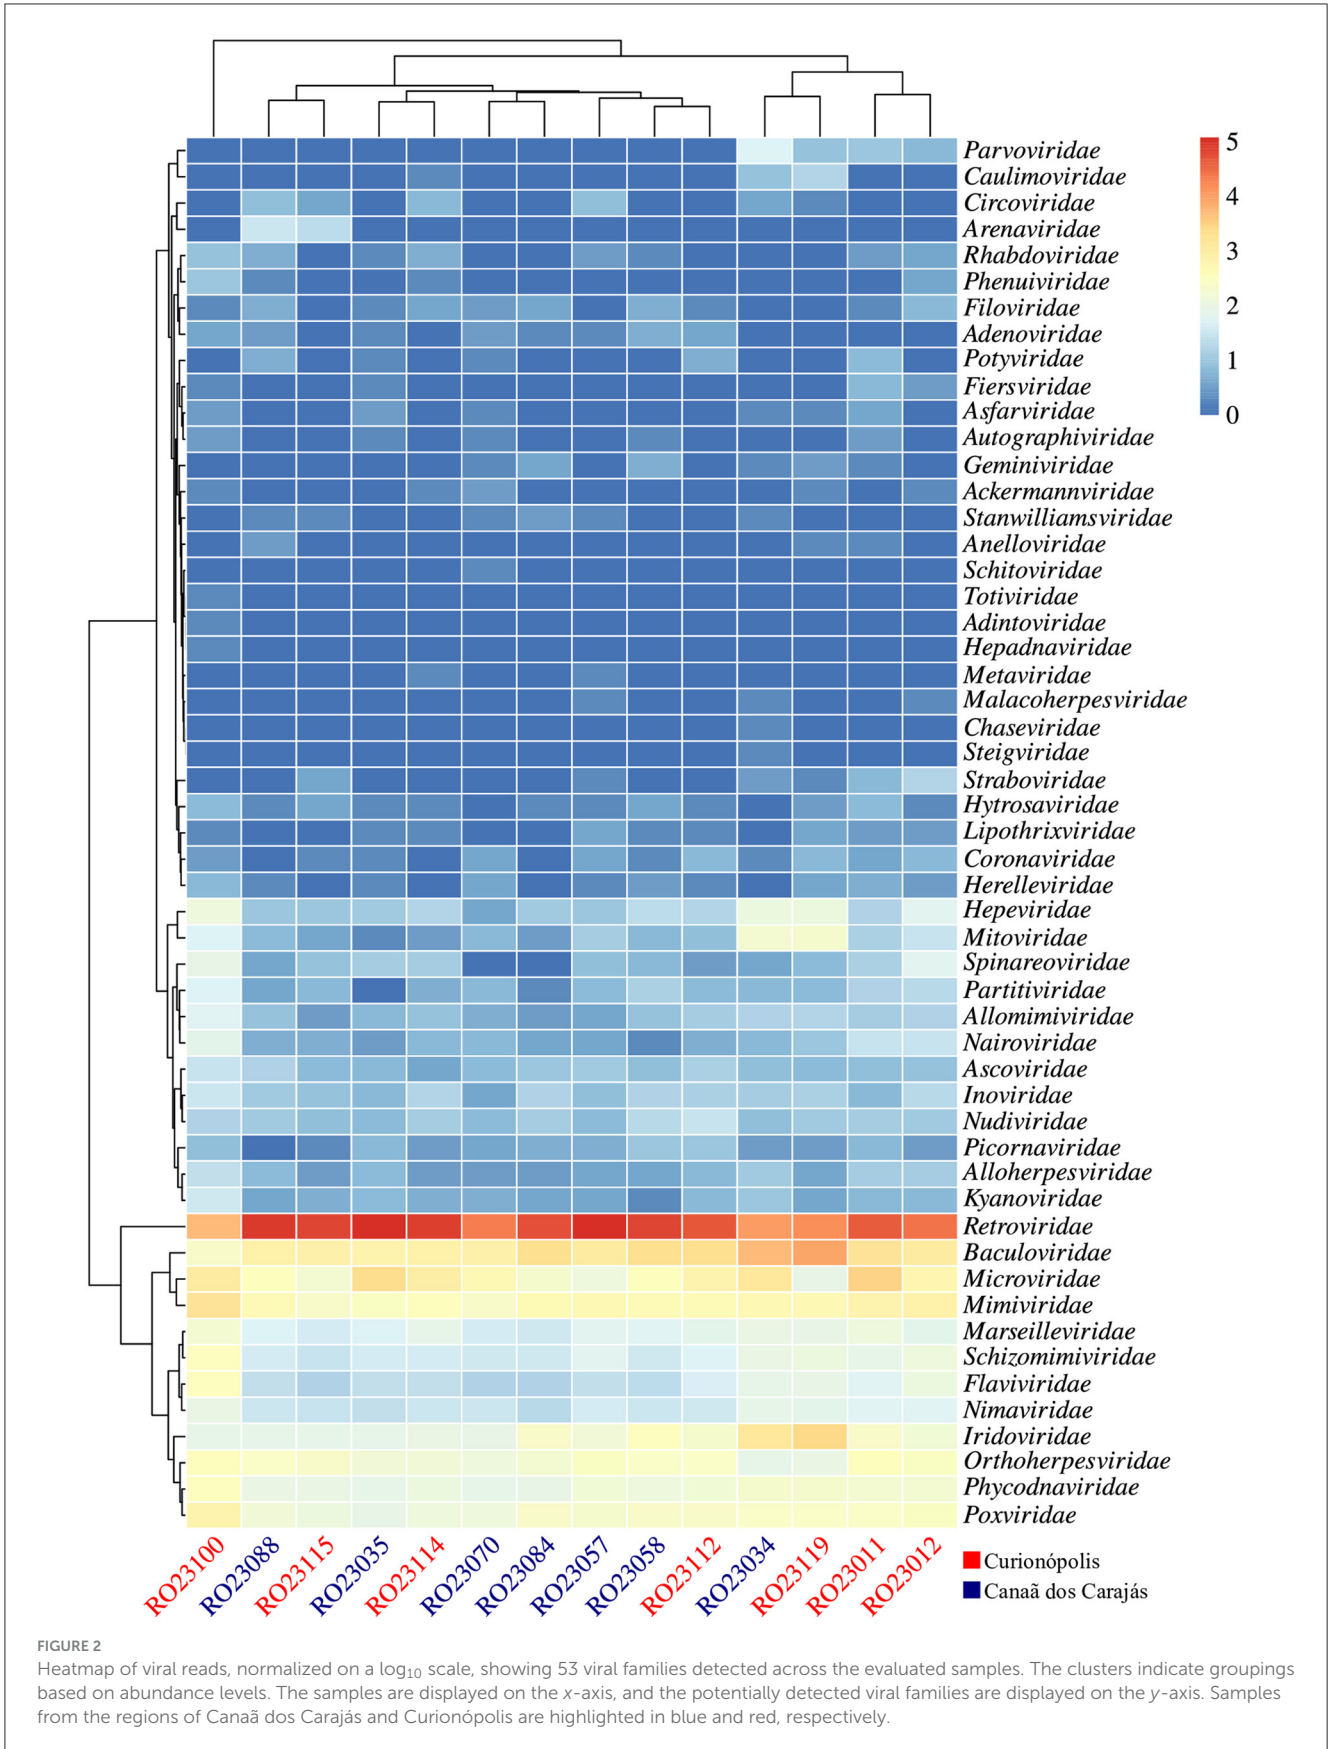 Parvoviridae
Caulimoviridae
Circoviridae
Arenaviridae
Rhabdoviridae
Phenuiviridae
Filoviridae
Adenoviridae
Potyviridae
Fiersviridae
Asfarviridae
Autographiviridae
Geminiviridae
Ackermannviridae
Stanwilliamsviridae
Anelloviridae
Schitoviridae
Totiviridae
Adintoviridae
Hepadnaviridae
Metaviridae
Malacoherpesviridae
Chaseviridae
Steigviridae
Straboviridae
Hytrosaviridae
Lipothrixviridae
Coronaviridae
Herelleviridae
Hepeviridae
Mitoviridae
Spinareoviridae
Partitiviridae
Allomimiviridae
Nairoviridae
Ascoviridae
Inoviridae
Nudiviridae
Picornaviridae
Alloherpesviridae
Kyanoviridae
Retroviridae
Baculoviridae
Microviridae
Mimiviridae
Marseilleviridae
Schizomimiviridae
Flaviviridae
Nimaviridae
Iridoviridae
Orthoherpesviridae
Phycodnaviridae
Poxviridae
5
4
3
2
1
0
RO23100
RO23088
RO23115
RO23035
RO23114
RO23070
RO23084
RO23057
RO23058
RO23112
RO23034
RO23119
RO23011
RO23012
Curionópolis
Canaã dos Carajás
FIGURE 2
Heatmap of viral reads, normalized on a log10 scale, showing 53 viral families detected across the evaluated samples. The clusters indicate groupings
based on abundance levels. The samples are displayed on the x-axis, and the potentially detected viral families are displayed on the y-axis. Samples
from the regions of Canaã dos Carajás and Curionópolis are highlighted in blue and red, respectively.